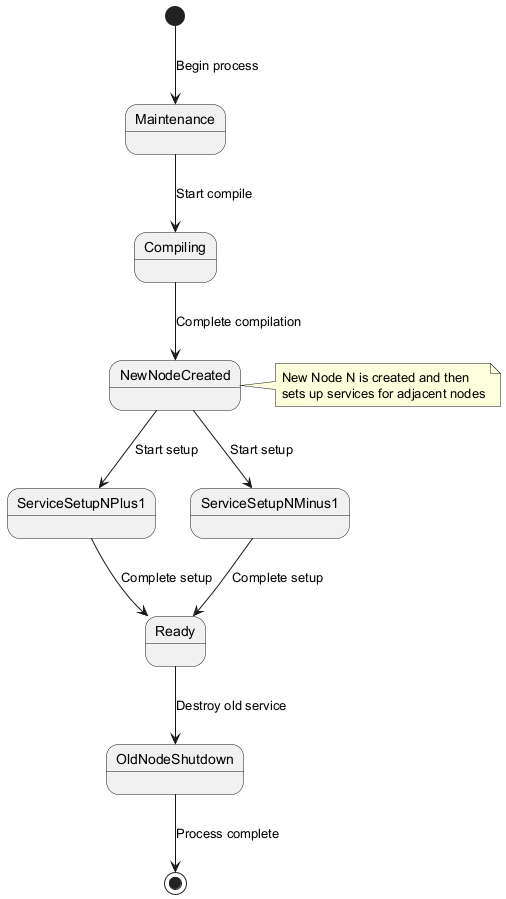 Begin process
Maintenance
Start compile
Compiling
Complete compilation
NewNodeCreated
New Node N is created and then
sets up services for adjacent nodes
Start setup
Start setup
ServiceSetupNPlus1
ServiceSetupNMinus1
Complete setup
Complete setup
Ready
Destroy old service
OldNodeShutdown
Process complete